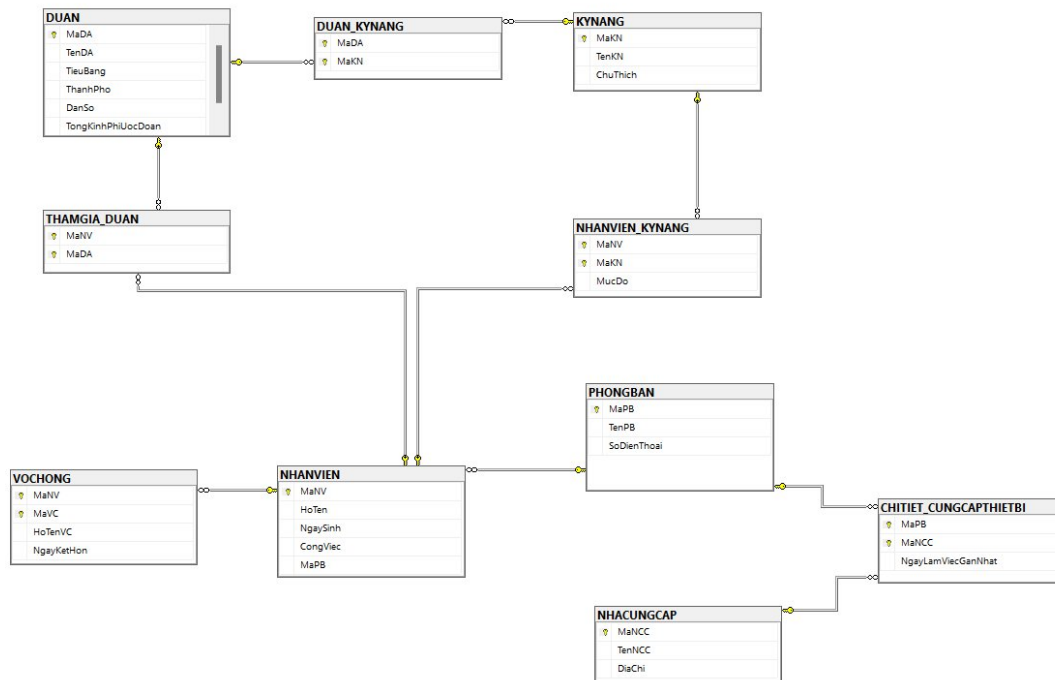 DUAN
MaDA
TenDA
TieuBang
ThanhPho
DanSo
TongKinhPhiUocDoan
DUAN_KYNANG
MaDA
MaKN
KYNANG
MaKN
TenKN
ChuThich
THAMGIA_DUAN
MaNV
MaDA
NHANVIEN_KYNANG
MaNV
MaKN
MucDo
PHONGBAN
MaPB
TenPB
SoDienThoai
VOCHONG
MaNV
MaVC
HoTenVC
NgayKetHon
NHANVIEN
MaNV
HoTen
NgaySinh
CongViec
MaPB
CHITIET_CUNGCAPTHIETBI
MaPB
MaNCC
NgayLamViecGanNhat
NHACUNGCAP
MaNCC
TenNCC
DiaChi